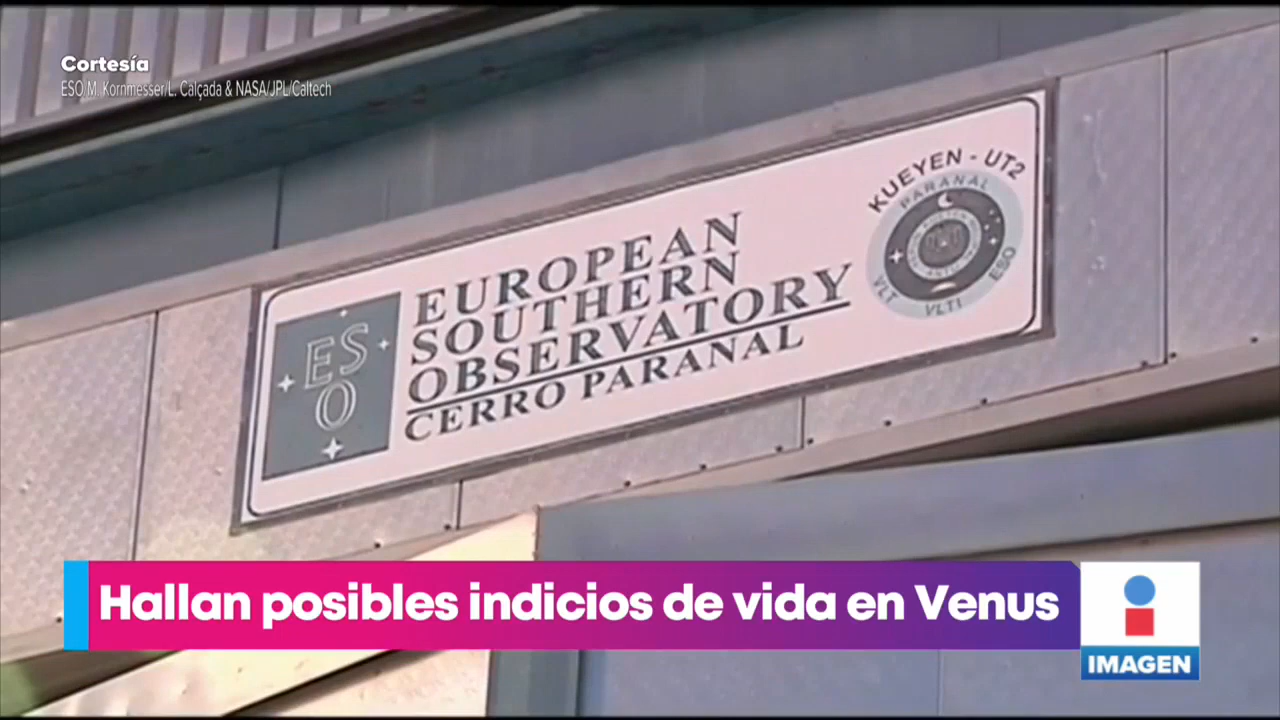 Cortesía
ESO/M. Kornmesser/L. Calçada & NASA/JPL/Caltech
KUEYEN - UT2
PARANAL
VLT
VLTI
ESO
ESO
EUROPEAN
SOUTHERN
OBSERVATORY
CERRO PARANAL
Hallan posibles indicios de vida en Venus
IMAGEN